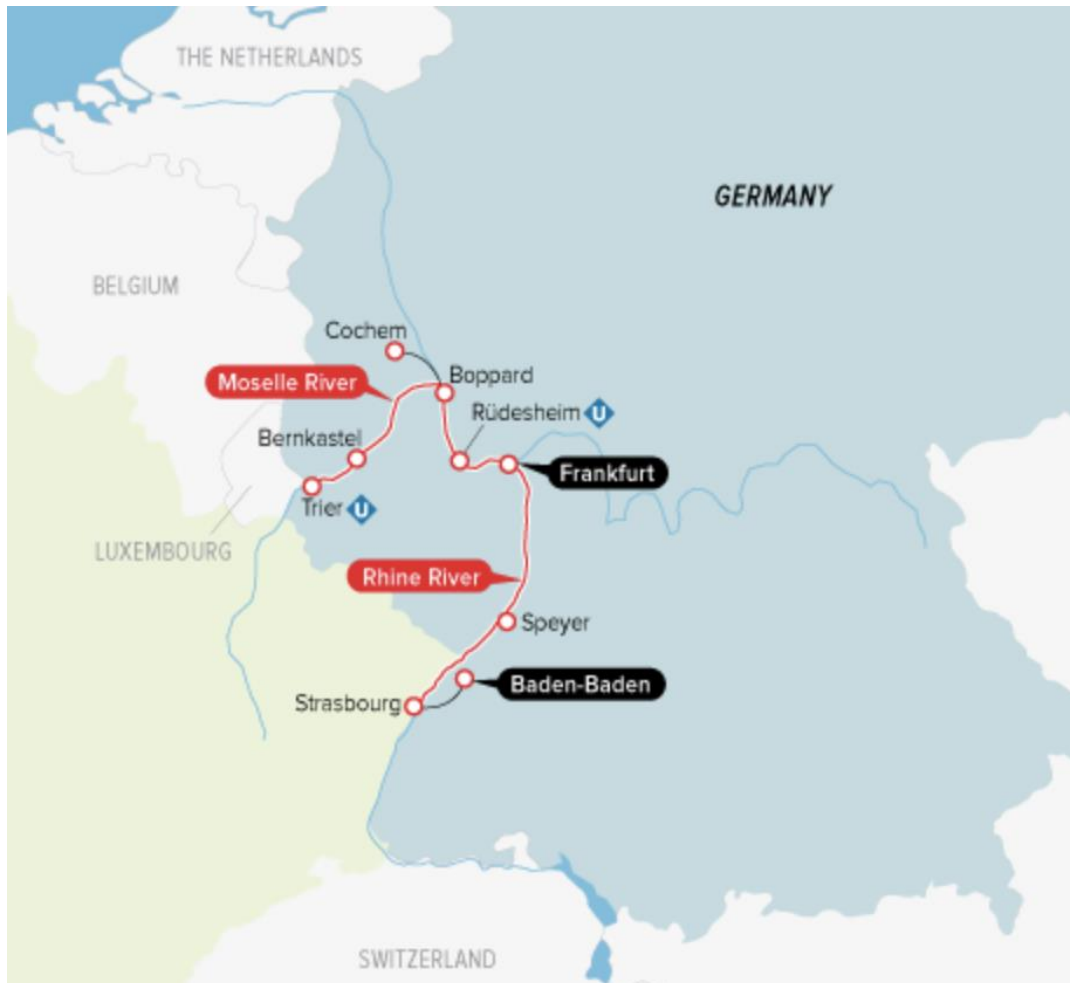 THE NETHERLANDS
GERMANY
BELGIUM
Cochem
Moselle River
Boppard
Rüdesheim U
Bernkastel
Frankfurt
Trier U
LUXEMBOURG
Rhine River
Speyer
Baden-Baden
Strasbourg
SWITZERLAND